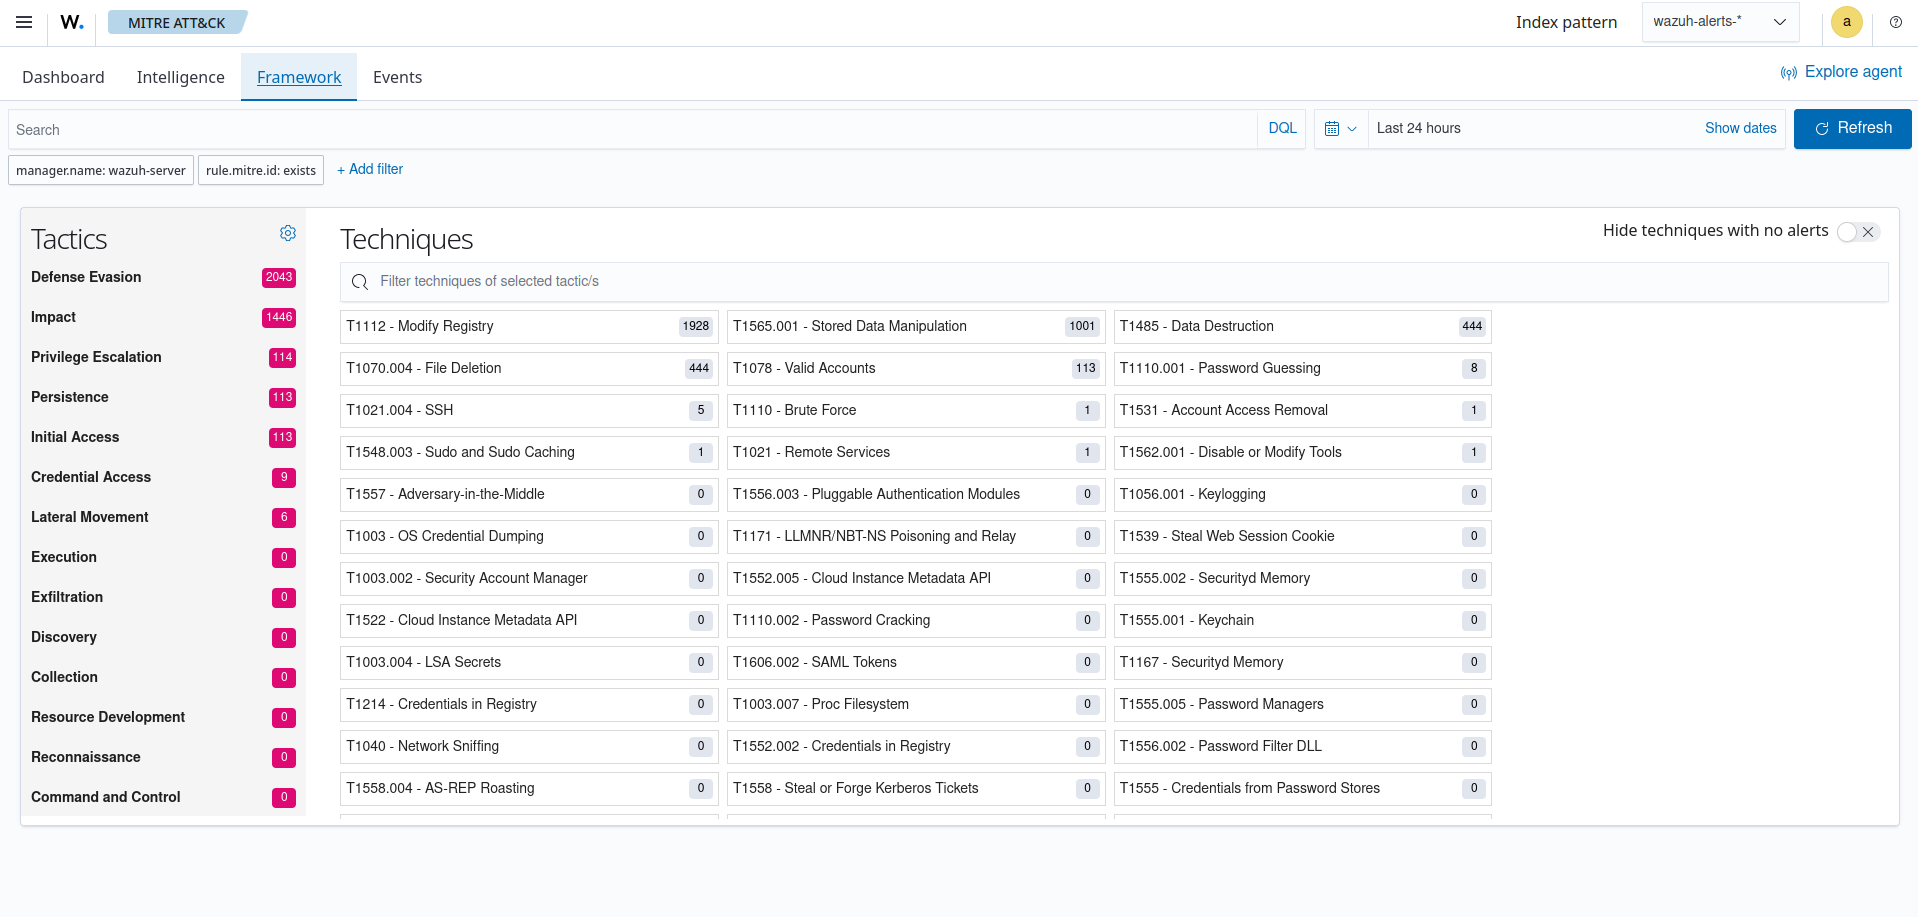 W. MITRE ATT&CK Index pattern wazuh-alerts-* a
Dashboard Intelligence Framework Events Explore agent
Search DQL Last 24 hours Show dates Refresh
manager.name: wazuh-server rule.mitre.id: exists + Add filter
Tactics
Defense Evasion 2043
Impact 1446
Privilege Escalation 114
Persistence 113
Initial Access 113
Credential Access 9
Lateral Movement 6
Execution 0
Exfiltration 0
Discovery 0
Collection 0
Resource Development 0
Reconnaissance 0
Command and Control 0
Techniques Hide techniques with no alerts
Filter techniques of selected tactic/s
T1112 - Modify Registry 1928 T1565.001 - Stored Data Manipulation 1001 T1485 - Data Destruction 444
T1070.004 - File Deletion 444 T1078 - Valid Accounts 113 T1110.001 - Password Guessing 8
T1021.004 - SSH 5 T1110 - Brute Force 1 T1531 - Account Access Removal 1
T1548.003 - Sudo and Sudo Caching 1 T1021 - Remote Services 1 T1562.001 - Disable or Modify Tools 1
T1557 - Adversary-in-the-Middle 0 T1556.003 - Pluggable Authentication Modules 0 T1056.001 - Keylogging 0
T1003 - OS Credential Dumping 0 T1171 - LLMNR/NBT-NS Poisoning and Relay 0 T1539 - Steal Web Session Cookie 0
T1003.002 - Security Account Manager 0 T1552.005 - Cloud Instance Metadata API 0 T1555.002 - Securityd Memory 0
T1522 - Cloud Instance Metadata API 0 T1110.002 - Password Cracking 0 T1555.001 - Keychain 0
T1003.004 - LSA Secrets 0 T1606.002 - SAML Tokens 0 T1167 - Securityd Memory 0
T1214 - Credentials in Registry 0 T1003.007 - Proc Filesystem 0 T1555.005 - Password Managers 0
T1040 - Network Sniffing 0 T1552.002 - Credentials in Registry 0 T1556.002 - Password Filter DLL 0
T1558.004 - AS-REP Roasting 0 T1558 - Steal or Forge Kerberos Tickets 0 T1555 - Credentials from Password Stores 0